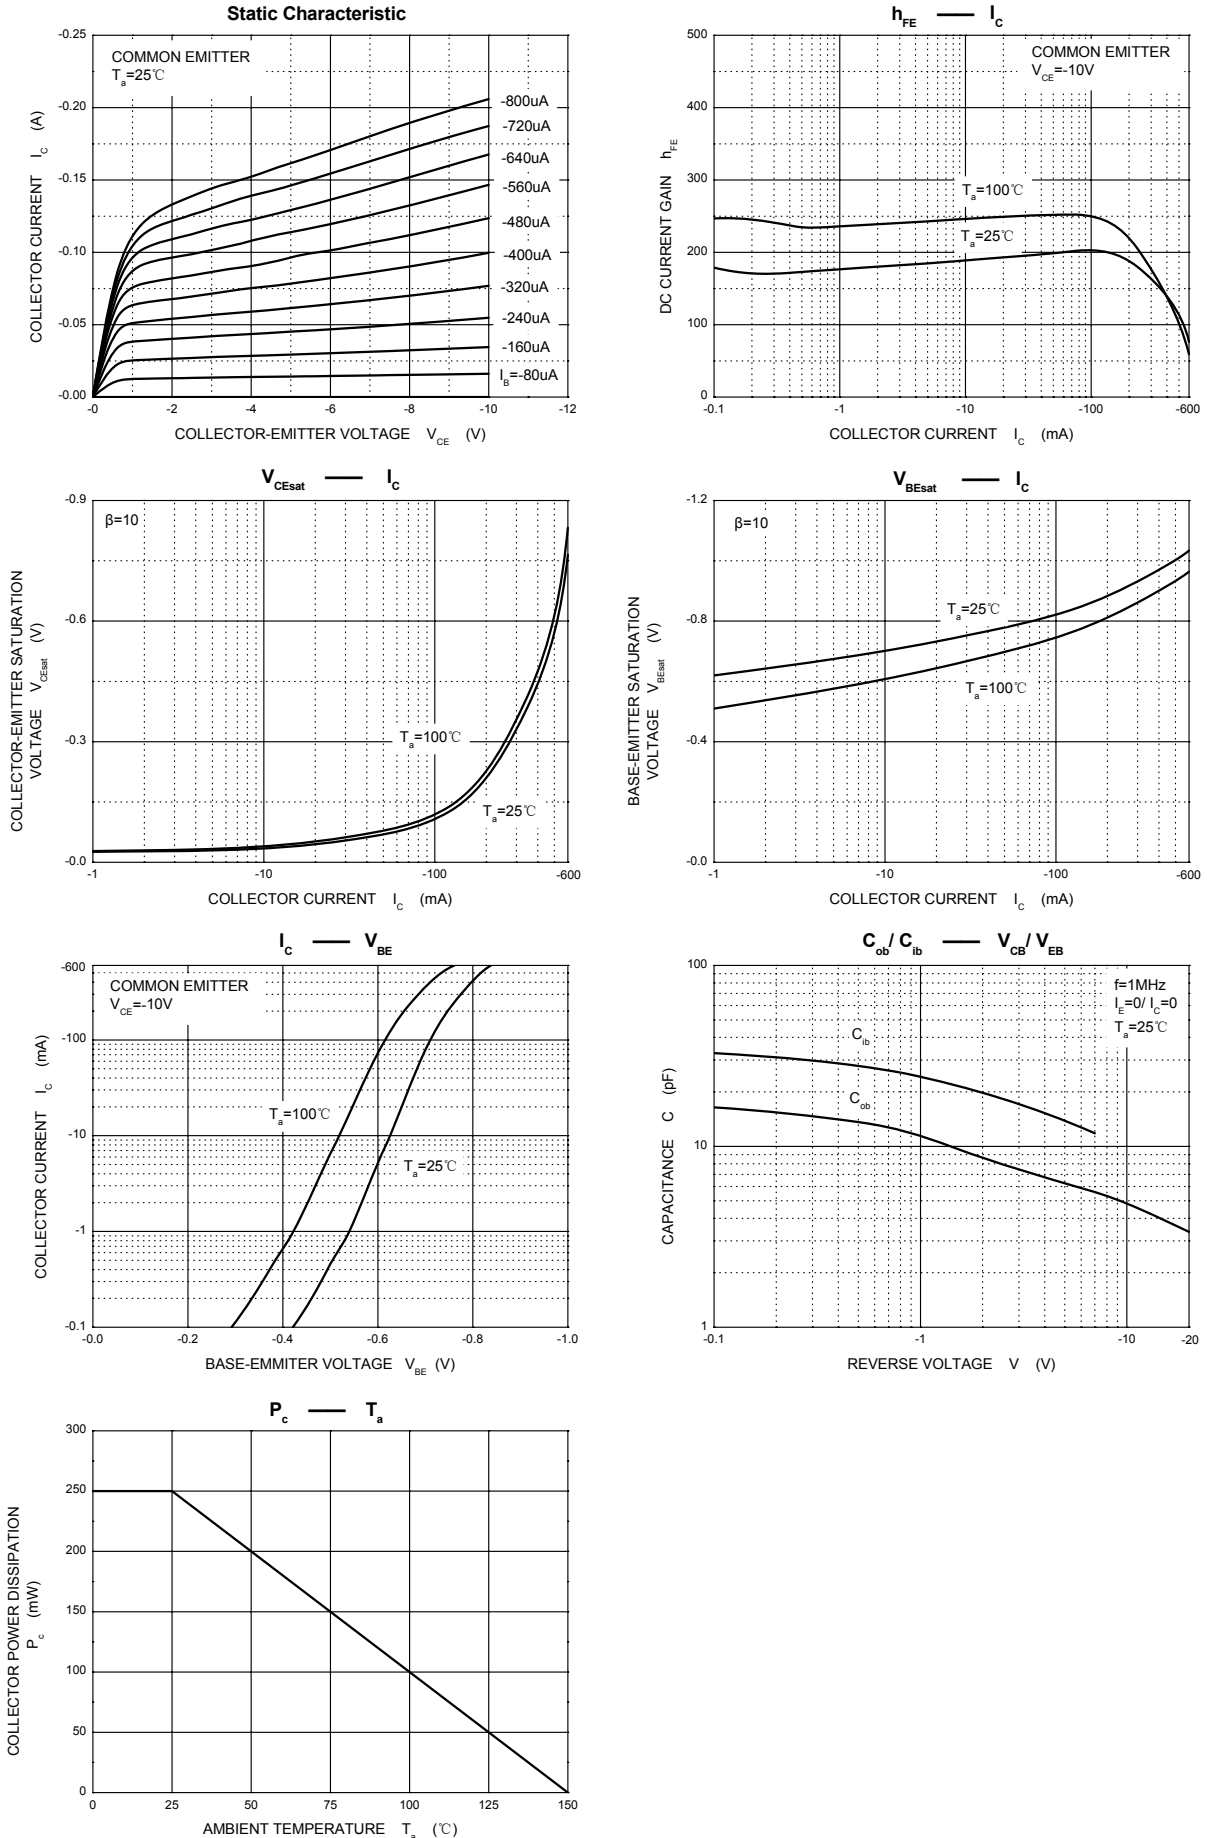 Static Characteristic
COMMON EMITTER
Ta=25℃
-0.25
-0.20
-0.15
-0.10
-0.05
-0.00
COLLECTOR CURRENT IC (A)
-800uA
-720uA
-640uA
-560uA
-480uA
-400uA
-320uA
-240uA
-160uA
IB=-80uA
-0 -2 -4 -6 -8 -10 -12
COLLECTOR-EMITTER VOLTAGE VCE (V)
hFE —— IC
COMMON EMITTER
VCE=-10V
500
400
300
200
100
0
DC CURRENT GAIN hFE
Ta=100℃
Ta=25℃
-0.1 -1 -10 -100 -600
COLLECTOR CURRENT IC (mA)
VCEsat —— IC
β=10
-0.9
-0.6
-0.3
-0.0
COLLECTOR-EMITTER SATURATION
VOLTAGE VCEsat (V)
Ta=100℃
Ta=25℃
-1 -10 -100 -600
COLLECTOR CURRENT IC (mA)
VBEsat —— IC
β=10
-1.2
-0.8
-0.4
-0.0
BASE-EMITTER SATURATION
VOLTAGE VBEsat (V)
Ta=25℃
Ta=100℃
-1 -10 -100 -600
COLLECTOR CURRENT IC (mA)
IC —— VBE
COMMON EMITTER
VCE=-10V
-600
-100
-10
-1
-0.1
COLLECTOR CURRENT IC (mA)
Ta=100℃
Ta=25℃
-0.0 -0.2 -0.4 -0.6 -0.8 -1.0
BASE-EMMITER VOLTAGE VBE (V)
Cob/ Cib —— VCB/ VEB
f=1MHz
IE=0/ IC=0
Ta=25℃
100
10
1
CAPACITANCE C (pF)
Cib
Cob
-0.1 -1 -10 -20
REVERSE VOLTAGE V (V)
Pc —— Ta
300
250
200
150
100
50
0
COLLECTOR POWER DISSIPATION
Pc (mW)
0 25 50 75 100 125 150
AMBIENT TEMPERATURE Ta (℃)